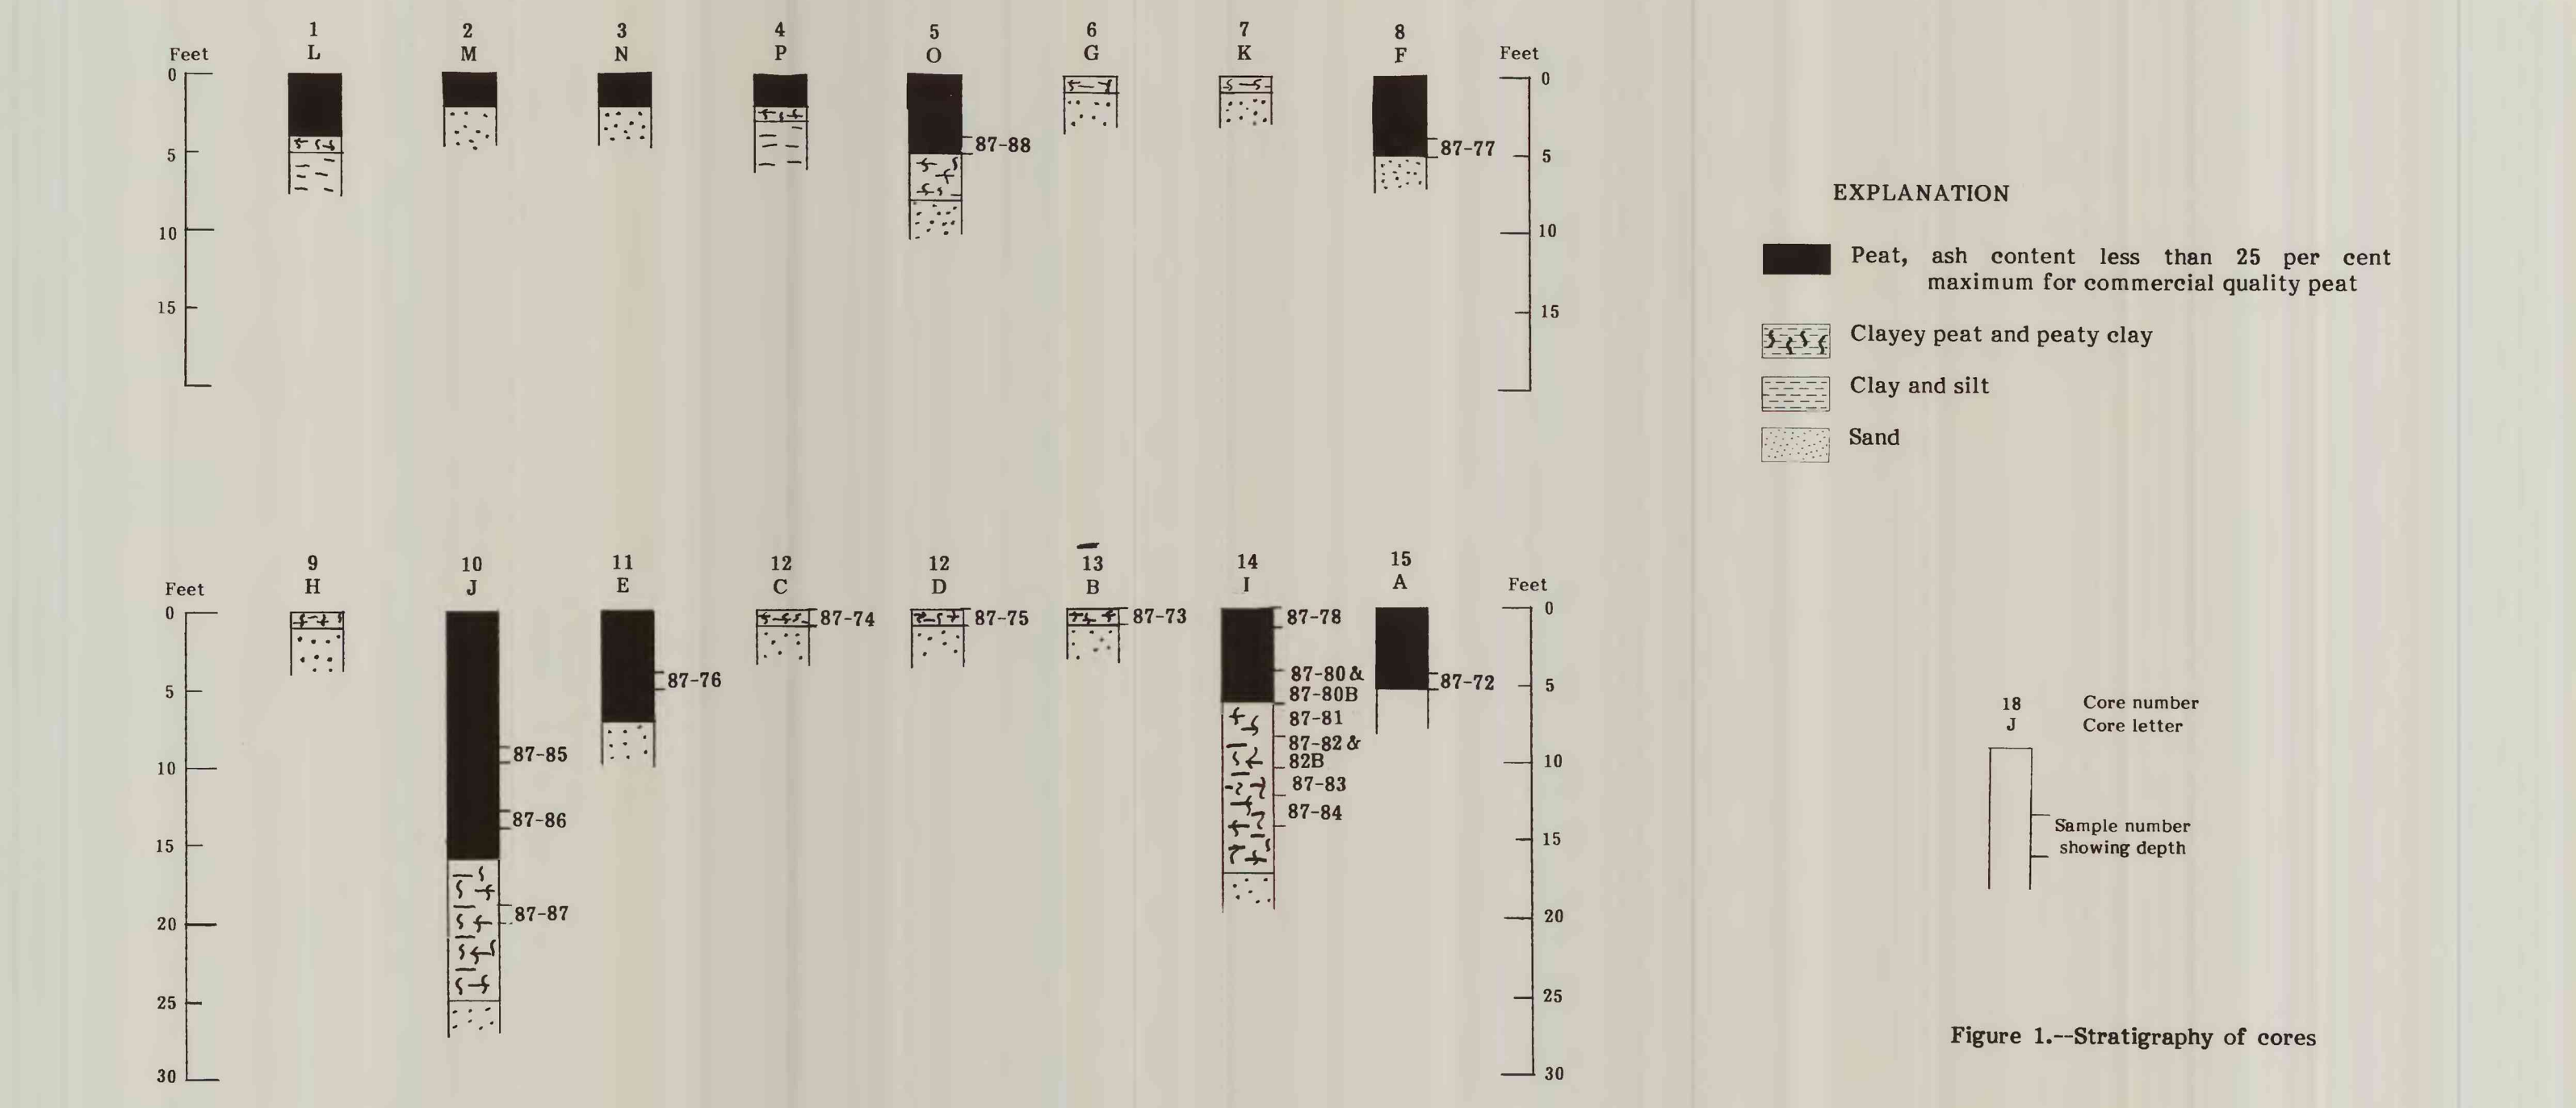 1 2 3 4 5 6 7 8
Feet L M N P O G K F Feet
0 0
5 87-88 87-77 5
10 10
15 15
EXPLANATION
Peat, ash content less than 25 per cent
maximum for commercial quality peat
Clayey peat and peaty clay
Clay and silt
Sand
9 10 11 12 12 13 14 15
Feet H J E C D B I A Feet
0 87-74 87-75 87-73 87-78 0
87-80 &
5 87-76 87-80B 87-72 5
87-81
87-85 87-82 &
10 82B 10
87-83
87-86 87-84
15 15
87-87
20 20
25 25
30 30
18 Core number
J Core letter
Sample number
showing depth
Figure 1.--Stratigraphy of cores